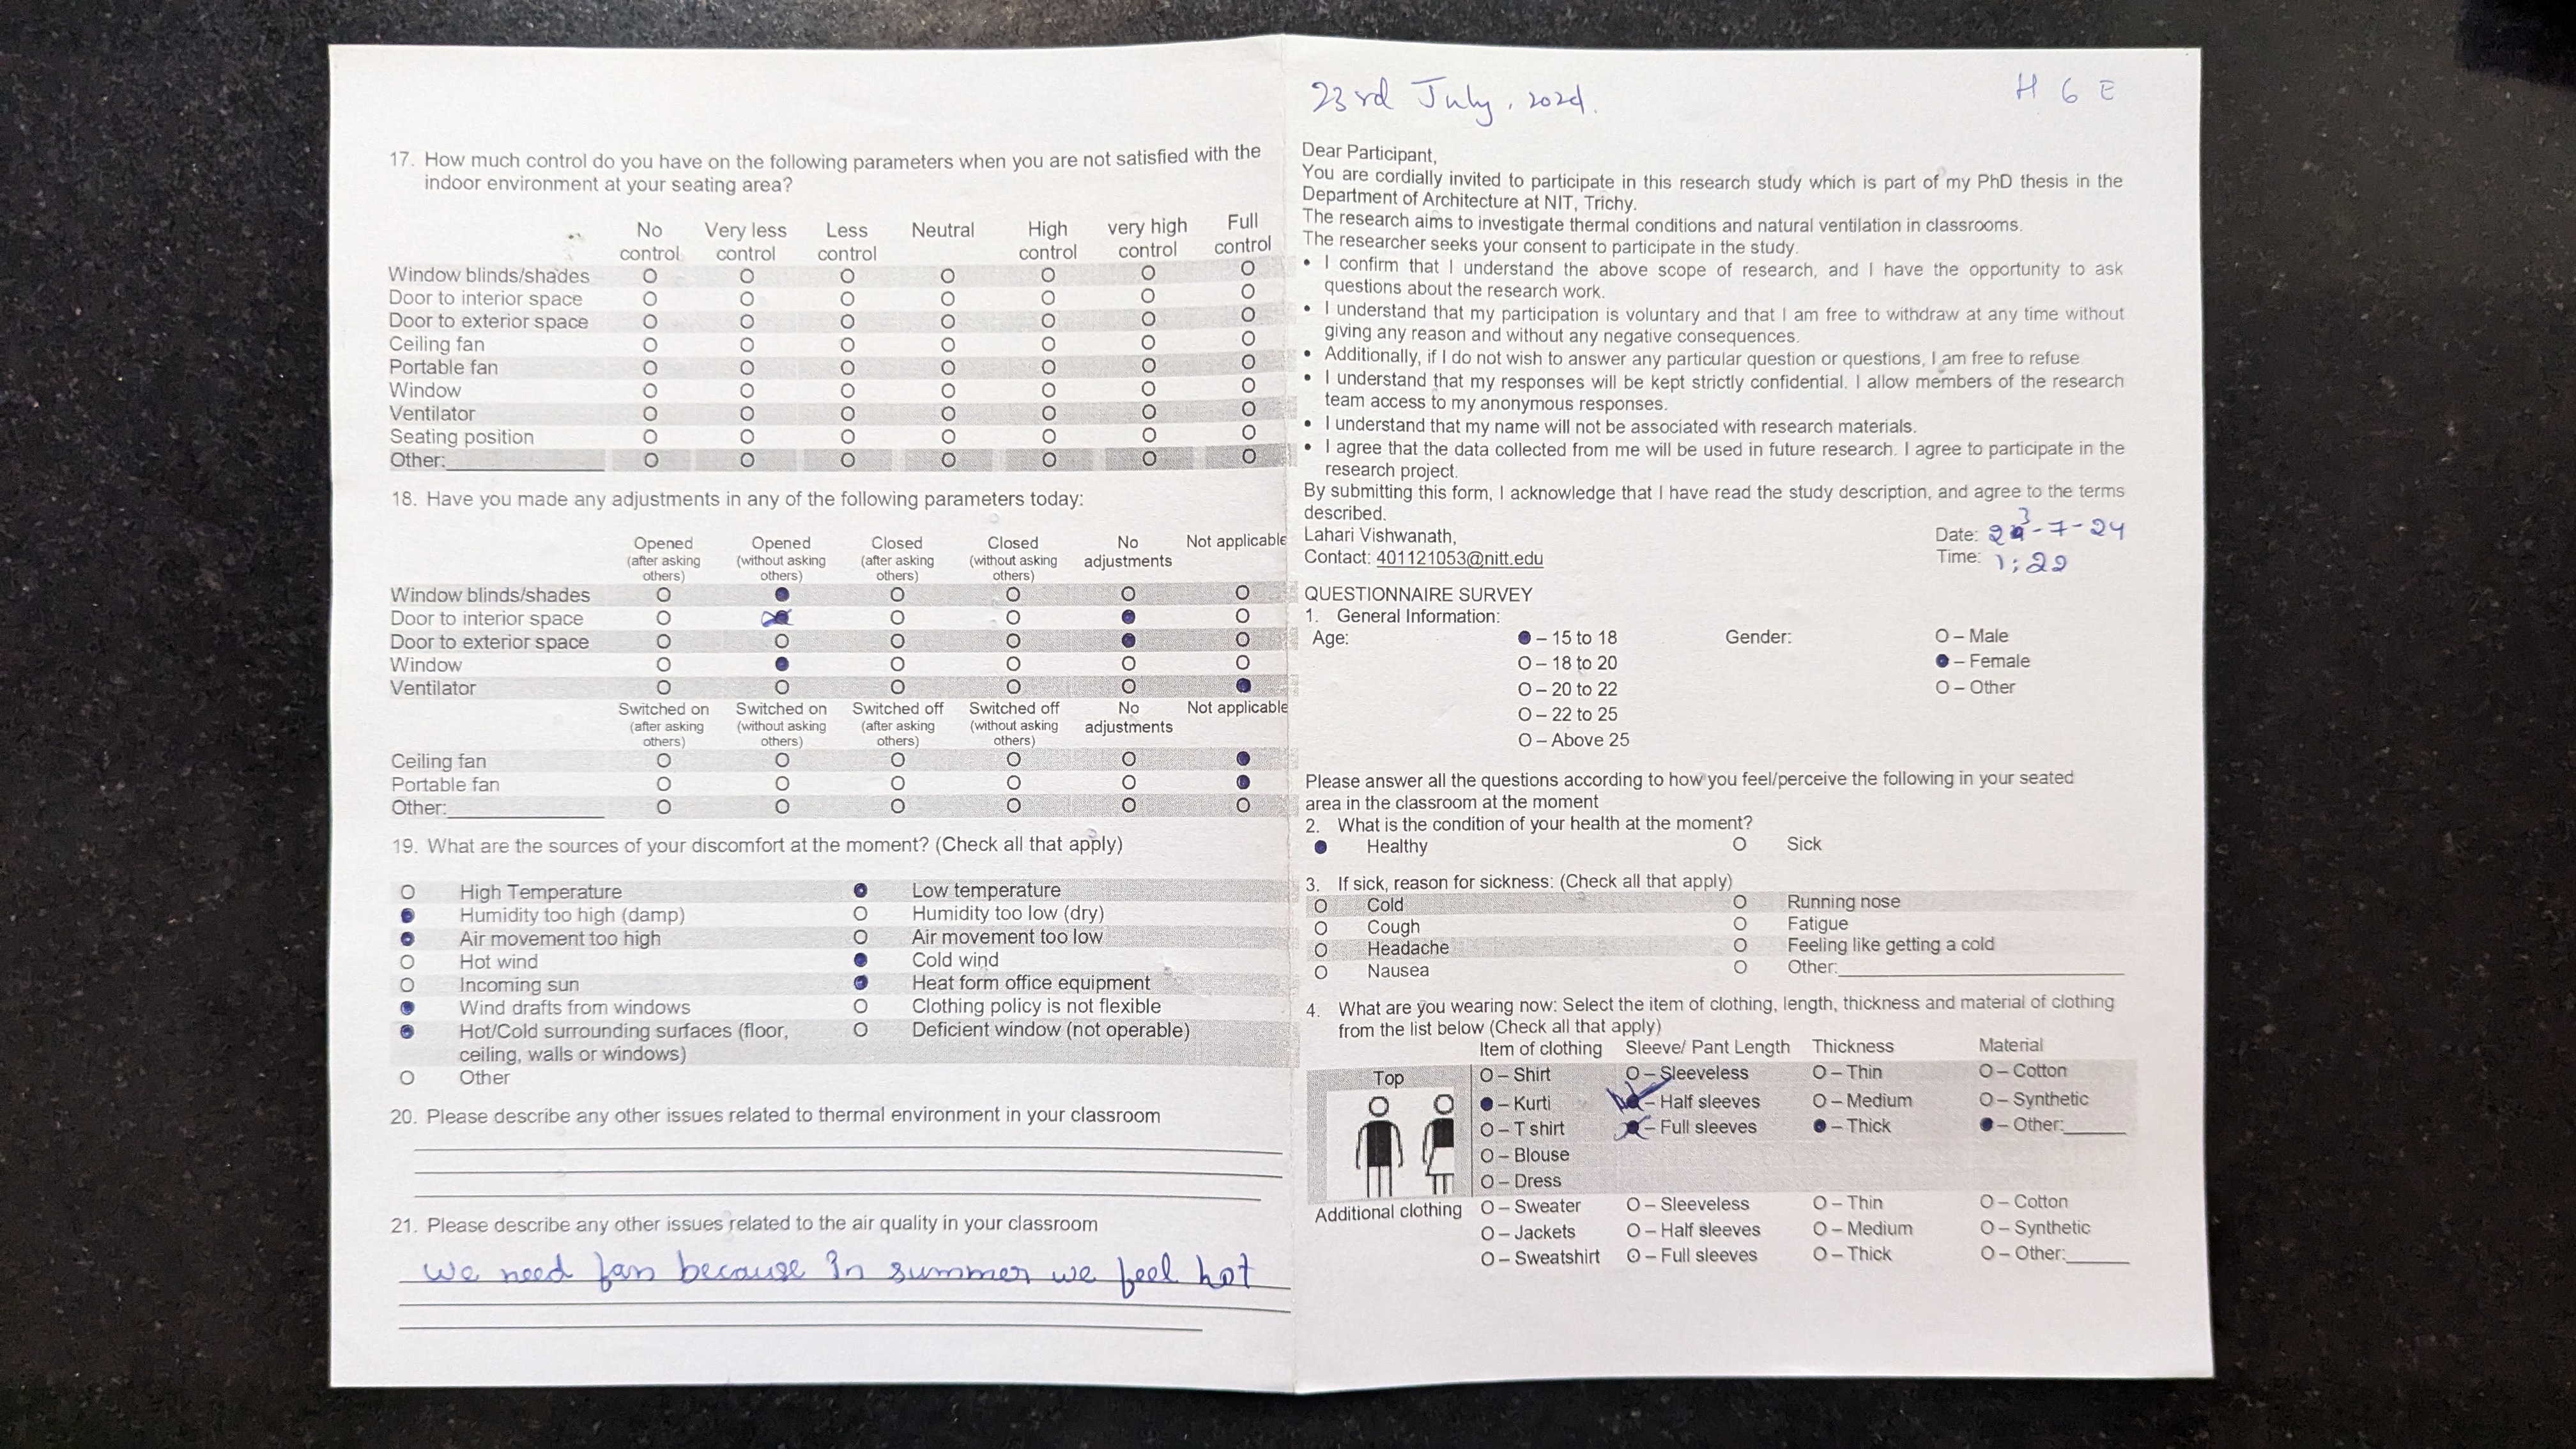 17. How much control do you have on the following parameters when you are not satisfied with the
indoor environment at your seating area?
No control Very less control Less control Neutral High control very high control Full control
Window blinds/shades O O O O O O O
Door to interior space O O O O O O O
Door to exterior space O O O O O O O
Ceiling fan O O O O O O O
Portable fan O O O O O O O
Window O O O O O O O
Ventilator O O O O O O O
Seating position O O O O O O O
Other: O O O O O O O
18. Have you made any adjustments in any of the following parameters today:
Opened (after asking others) Opened (without asking others) Closed (after asking others) Closed (without asking others) No adjustments Not applicable
Window blinds/shades O ● O O O O
Door to interior space O ● O O ● O
Door to exterior space O O O O ● O
Window O ● O O O O
Ventilator O O O O O ●
Switched on (after asking others) Switched on (without asking others) Switched off (after asking others) Switched off (without asking others) No adjustments Not applicable
Ceiling fan O O O O O ●
Portable fan O O O O O ●
Other: O O O O O O
19. What are the sources of your discomfort at the moment? (Check all that apply)
O High Temperature ● Low temperature
● Humidity too high (damp) O Humidity too low (dry)
● Air movement too high O Air movement too low
O Hot wind ● Cold wind
O Incoming sun ● Heat form office equipment
● Wind drafts from windows O Clothing policy is not flexible
● Hot/Cold surrounding surfaces (floor, O Deficient window (not operable)
ceiling, walls or windows)
O Other
20. Please describe any other issues related to thermal environment in your classroom
21. Please describe any other issues related to the air quality in your classroom
we need fan because in summer we feel hot
23rd July, 2024. H 6 E
Dear Participant,
You are cordially invited to participate in this research study which is part of my PhD thesis in the
Department of Architecture at NIT, Trichy.
The research aims to investigate thermal conditions and natural ventilation in classrooms.
The researcher seeks your consent to participate in the study.
• I confirm that I understand the above scope of research, and I have the opportunity to ask
questions about the research work.
• I understand that my participation is voluntary and that I am free to withdraw at any time without
giving any reason and without any negative consequences.
• Additionally, if I do not wish to answer any particular question or questions, I am free to refuse
• I understand that my responses will be kept strictly confidential. I allow members of the research
team access to my anonymous responses.
• I understand that my name will not be associated with research materials.
• I agree that the data collected from me will be used in future research. I agree to participate in the
research project.
By submitting this form, I acknowledge that I have read the study description, and agree to the terms
described.
Lahari Vishwanath, Date: 23-7-24
Contact: 401121053@nitt.edu Time: 1:22
QUESTIONNAIRE SURVEY
1. General Information:
Age: ● – 15 to 18 Gender: O – Male
O – 18 to 20 ● – Female
O – 20 to 22 O – Other
O – 22 to 25
O – Above 25
Please answer all the questions according to how you feel/perceive the following in your seated
area in the classroom at the moment
2. What is the condition of your health at the moment?
● Healthy O Sick
3. If sick, reason for sickness: (Check all that apply)
O Cold O Running nose
O Cough O Fatigue
O Headache O Feeling like getting a cold
O Nausea O Other:
4. What are you wearing now: Select the item of clothing, length, thickness and material of clothing
from the list below (Check all that apply)
Item of clothing Sleeve/ Pant Length Thickness Material
Top O – Shirt O – Sleeveless O – Thin O – Cotton
● – Kurti ● – Half sleeves O – Medium O – Synthetic
O – T shirt ● – Full sleeves ● – Thick ● – Other:
O – Blouse
O – Dress
Additional clothing O – Sweater O – Sleeveless O – Thin O – Cotton
O – Jackets O – Half sleeves O – Medium O – Synthetic
O – Sweatshirt O – Full sleeves O – Thick O – Other: